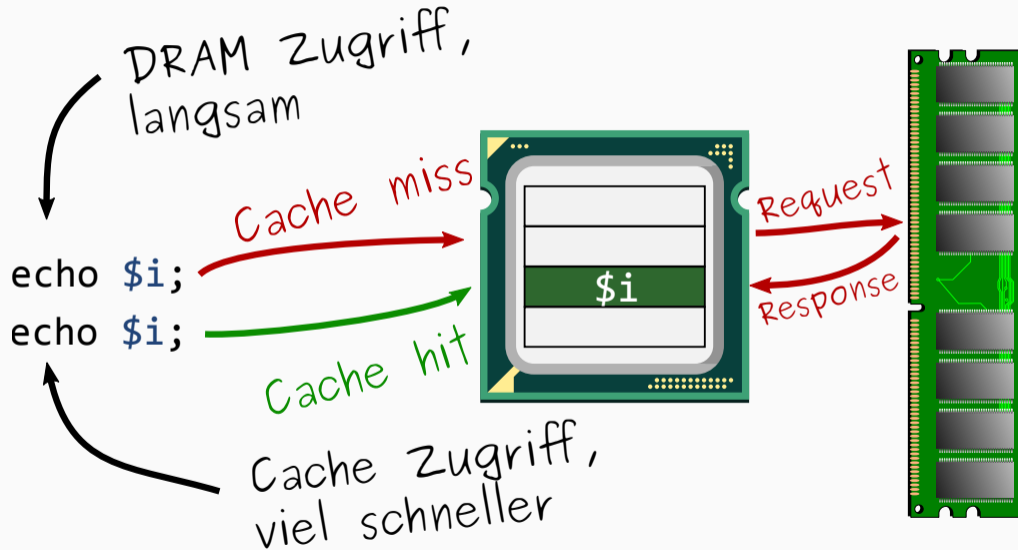 DRAM Zugriff,
langsam
Cache miss
Request
echo $i;
$i
Response
echo $i;
Cache hit
Cache Zugriff,
viel schneller